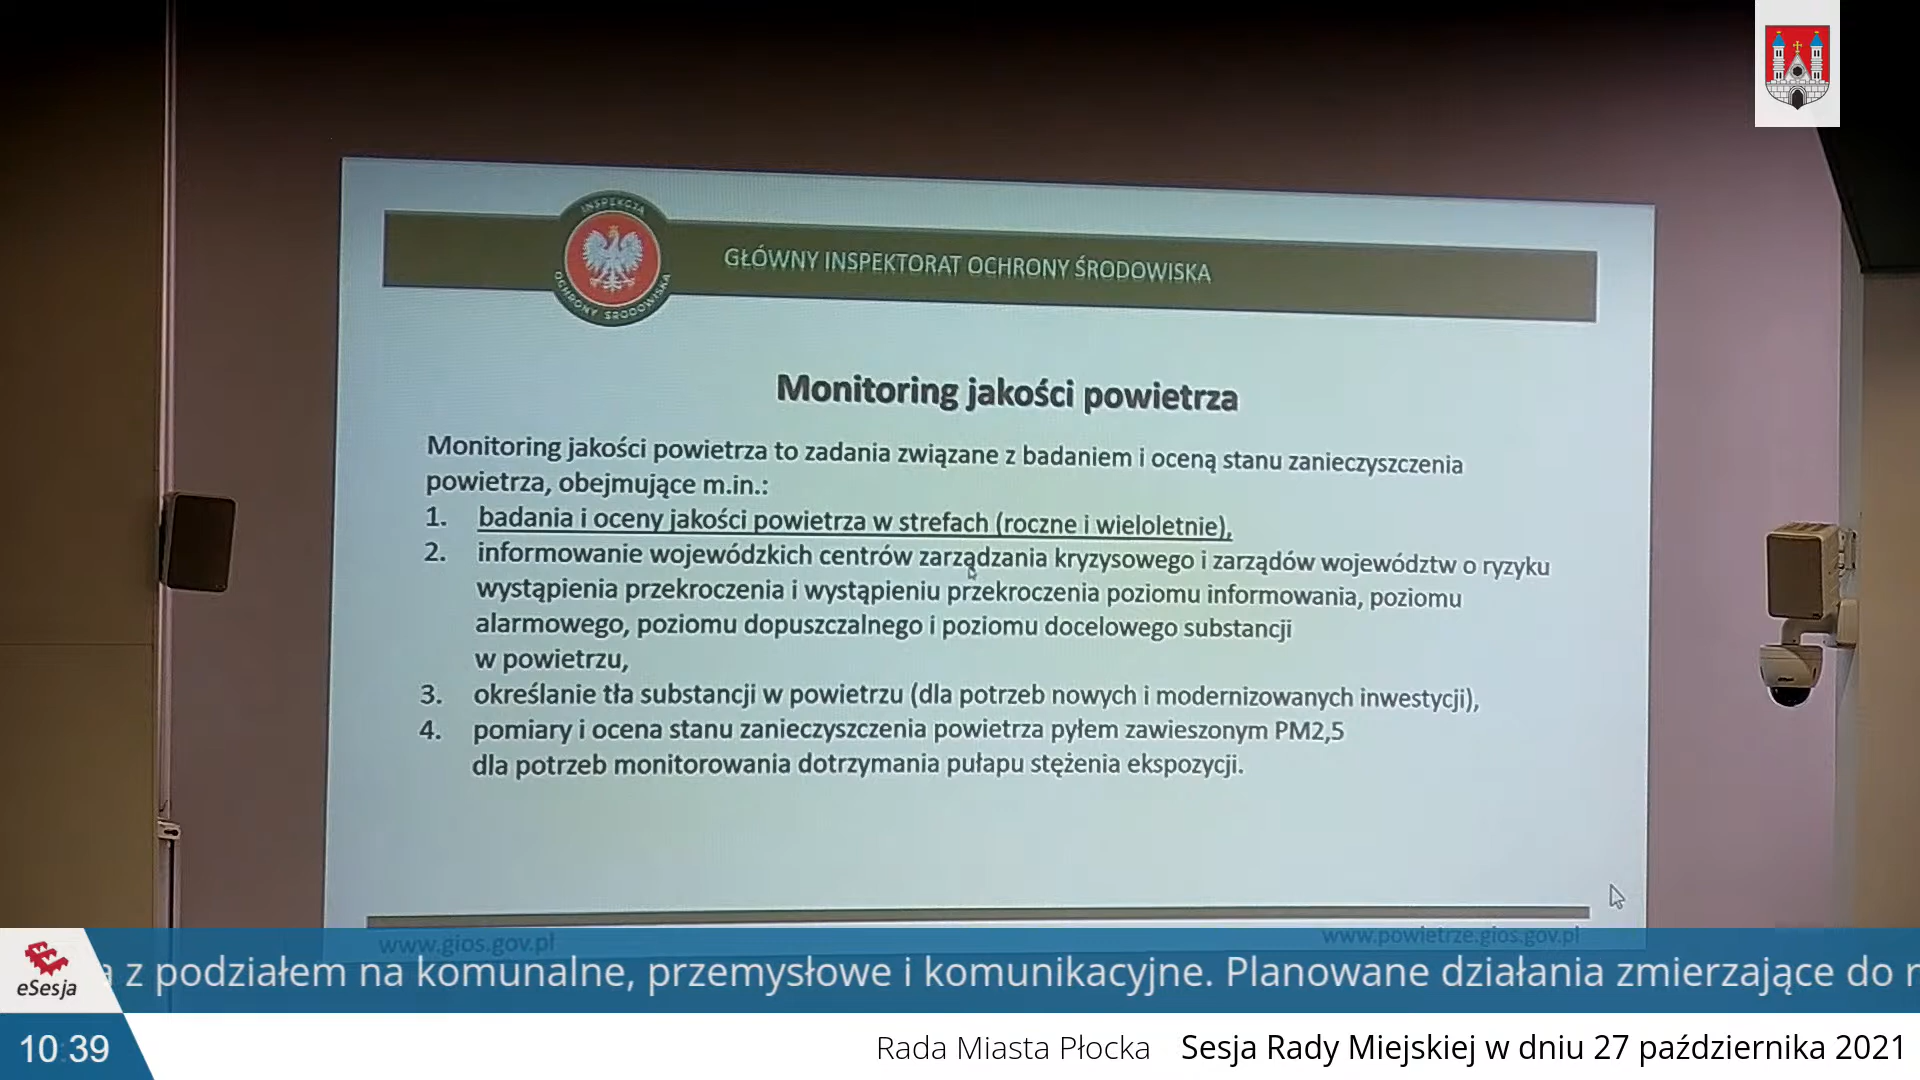 INSPEKCJA
OCHRONY ŚRODOWISKA
GŁÓWNY INSPEKTORAT OCHRONY ŚRODOWISKA
Monitoring jakości powietrza
Monitoring jakości powietrza to zadania związane z badaniem i oceną stanu zanieczyszczenia
powietrza, obejmujące m.in.:
1. badania i oceny jakości powietrza w strefach (roczne i wieloletnie),
2. informowanie wojewódzkich centrów zarządzania kryzysowego i zarządów województw o ryzyku
wystąpienia przekroczenia i wystąpieniu przekroczenia poziomu informowania, poziomu
alarmowego, poziomu dopuszczalnego i poziomu docelowego substancji
w powietrzu,
3. określanie tła substancji w powietrzu (dla potrzeb nowych i modernizowanych inwestycji),
4. pomiary i ocena stanu zanieczyszczenia powietrza pyłem zawieszonym PM2,5
dla potrzeb monitorowania dotrzymania pułapu stężenia ekspozycji.
www.gios.gov.pl
www.powietrze.gios.gov.pl
eSesja
z podziałem na komunalne, przemysłowe i komunikacyjne. Planowane działania zmierzające do
10:39
Rada Miasta Płocka Sesja Rady Miejskiej w dniu 27 października 2021